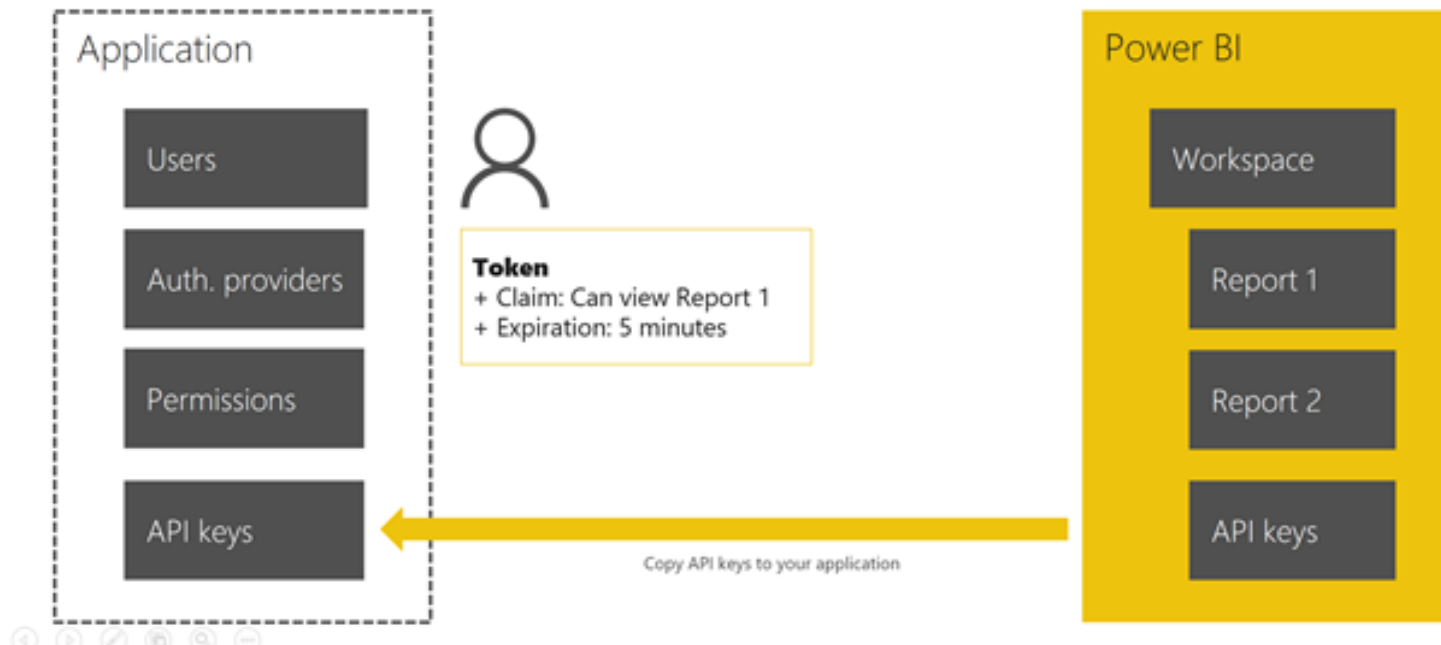 Application
Users
Auth. providers
Permissions
API keys
Token
+ Claim: Can view Report 1
+ Expiration: 5 minutes
Copy API keys to your application
Power BI
Workspace
Report 1
Report 2
API keys